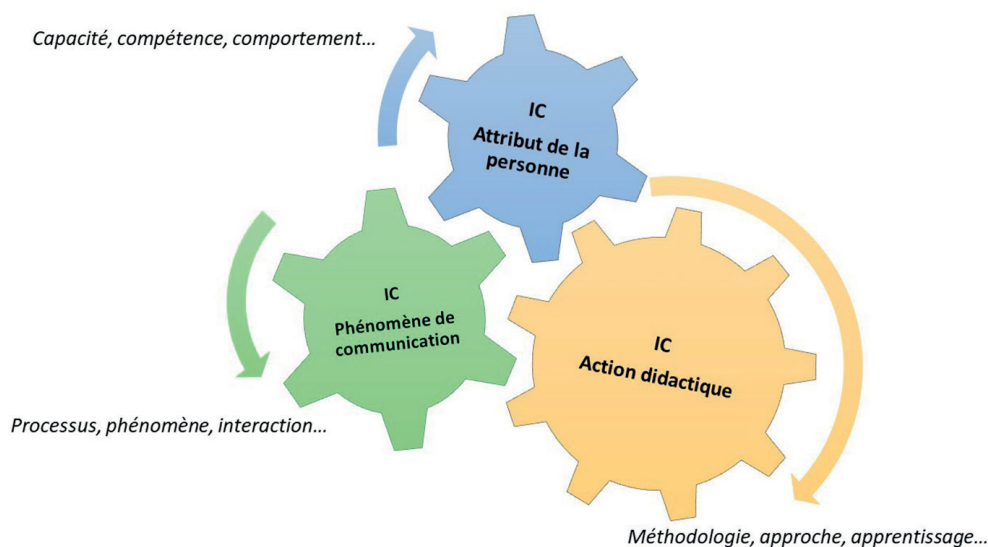 Capacité, compétence, comportement…
IC
Attribut de la
personne
IC
Phénomène de
communication
IC
Action didactique
Processus, phénomène, interaction…
Méthodologie, approche, apprentissage…